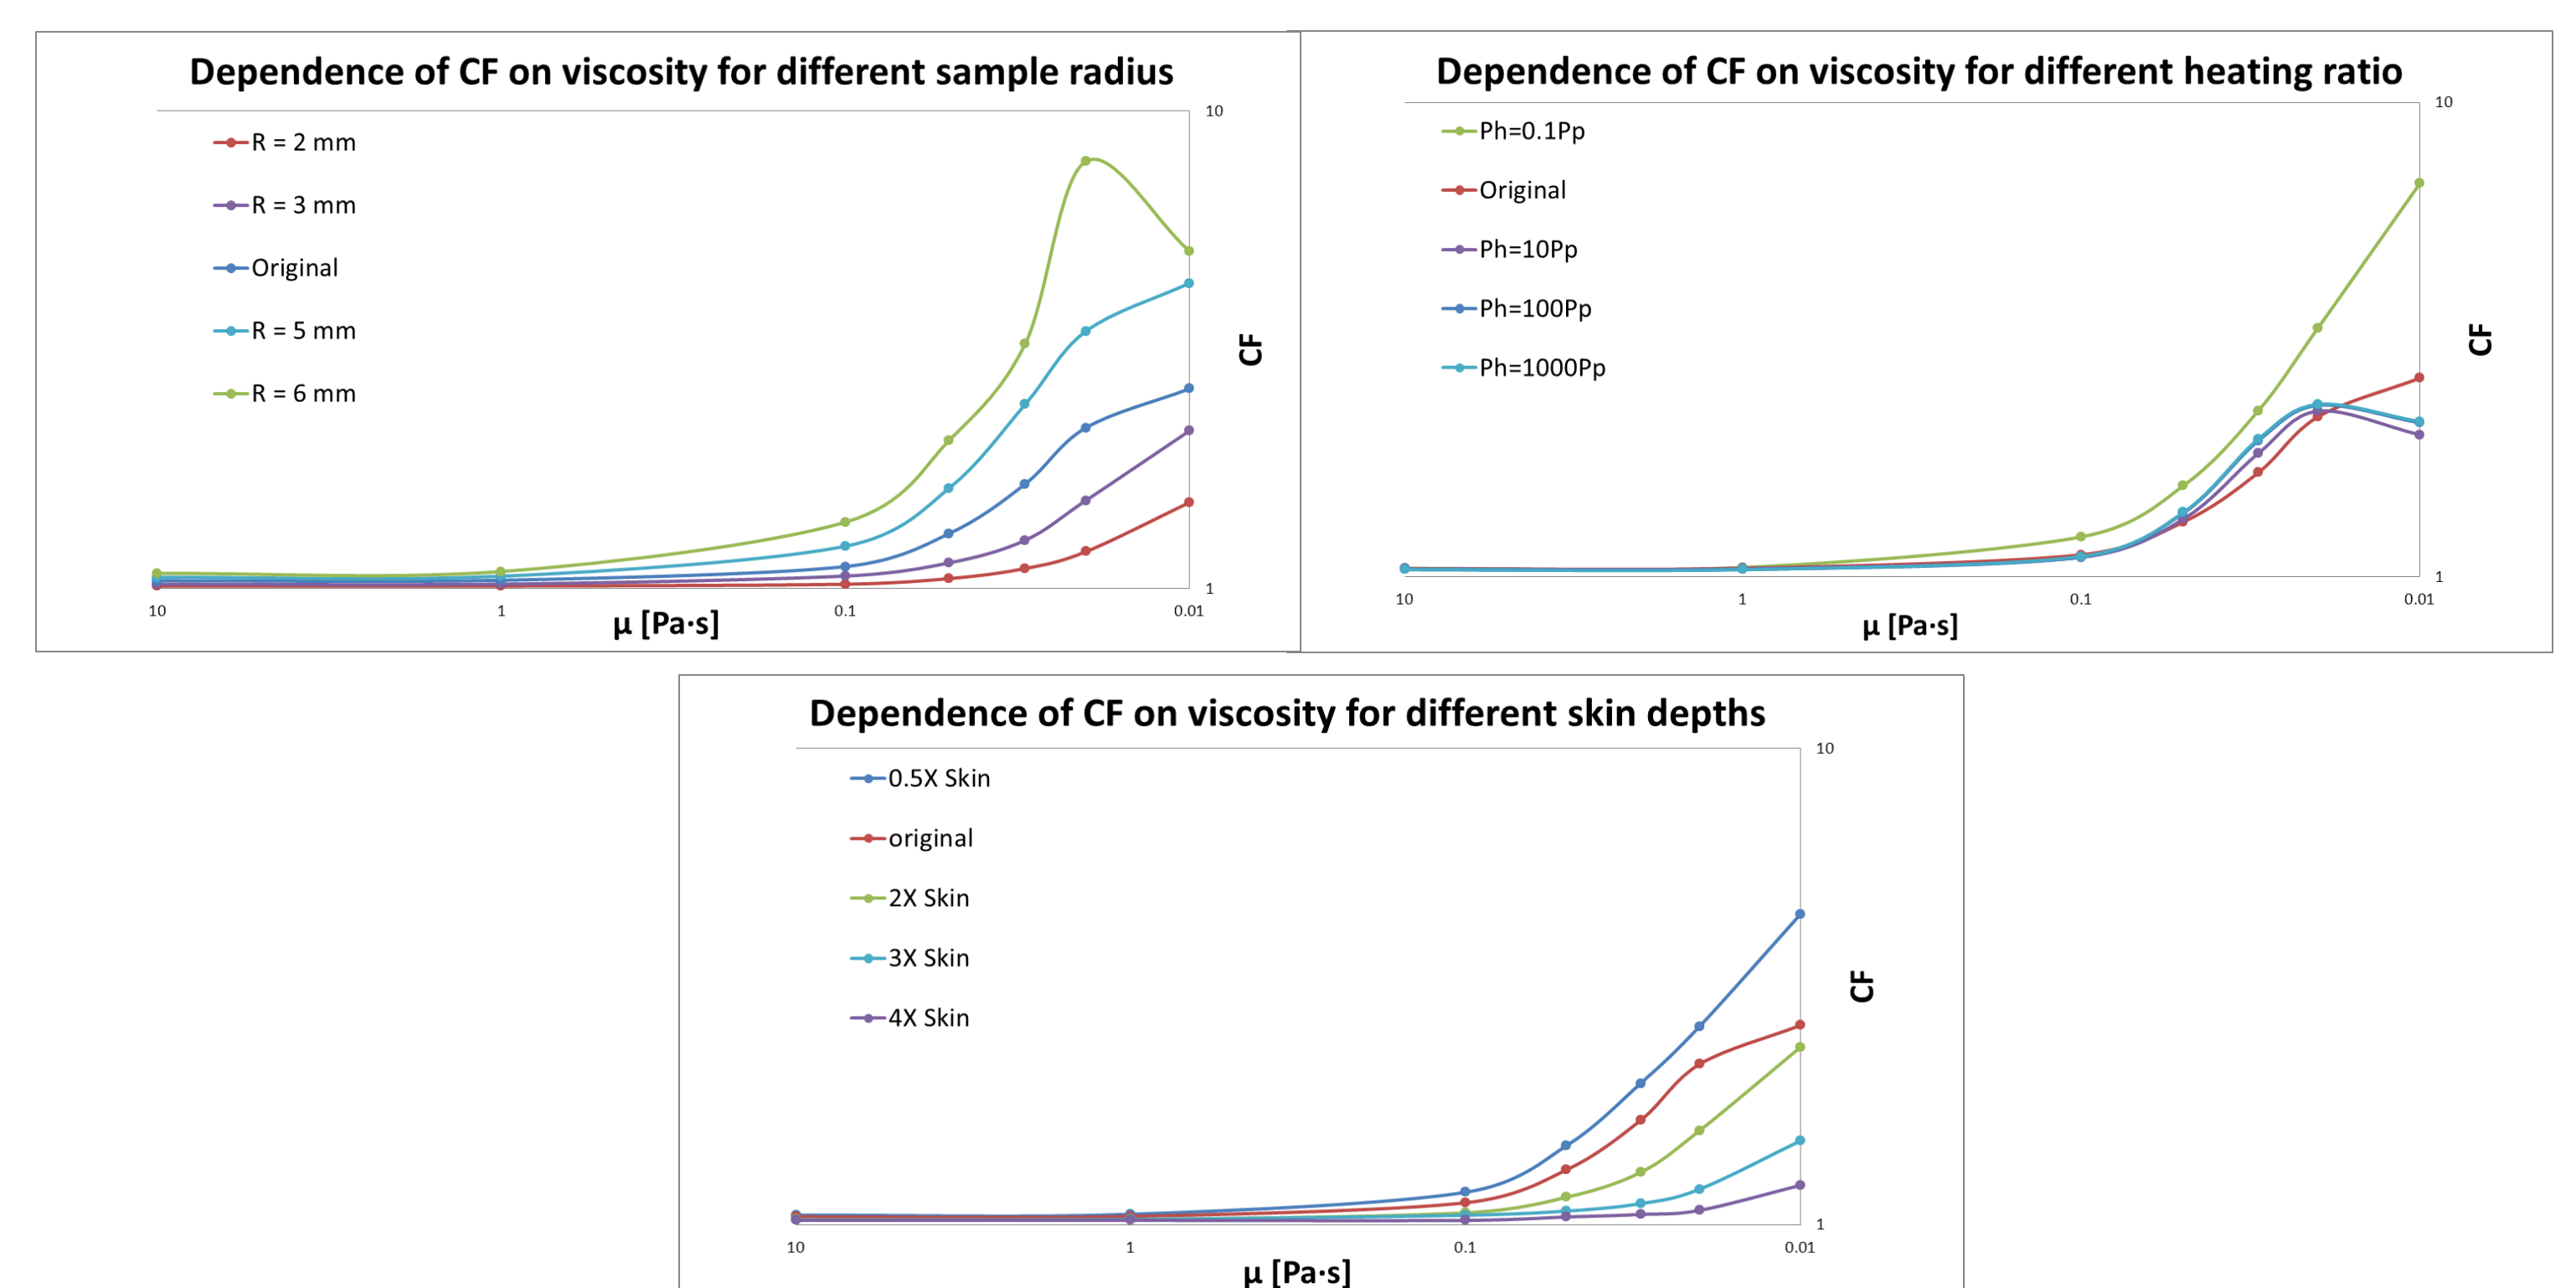 Dependence of CF on viscosity for different sample radius
10
R = 2 mm
R = 3 mm
Original
R = 5 mm
R = 6 mm
CF
1
10
1
0.1
0.01
μ [Pa·s]
Dependence of CF on viscosity for different heating ratio
10
Ph=0.1Pp
Original
Ph=10Pp
Ph=100Pp
Ph=1000Pp
CF
1
10
1
0.1
0.01
μ [Pa·s]
Dependence of CF on viscosity for different skin depths
10
0.5X Skin
original
2X Skin
3X Skin
4X Skin
CF
1
10
1
0.1
0.01
μ [Pa·s]